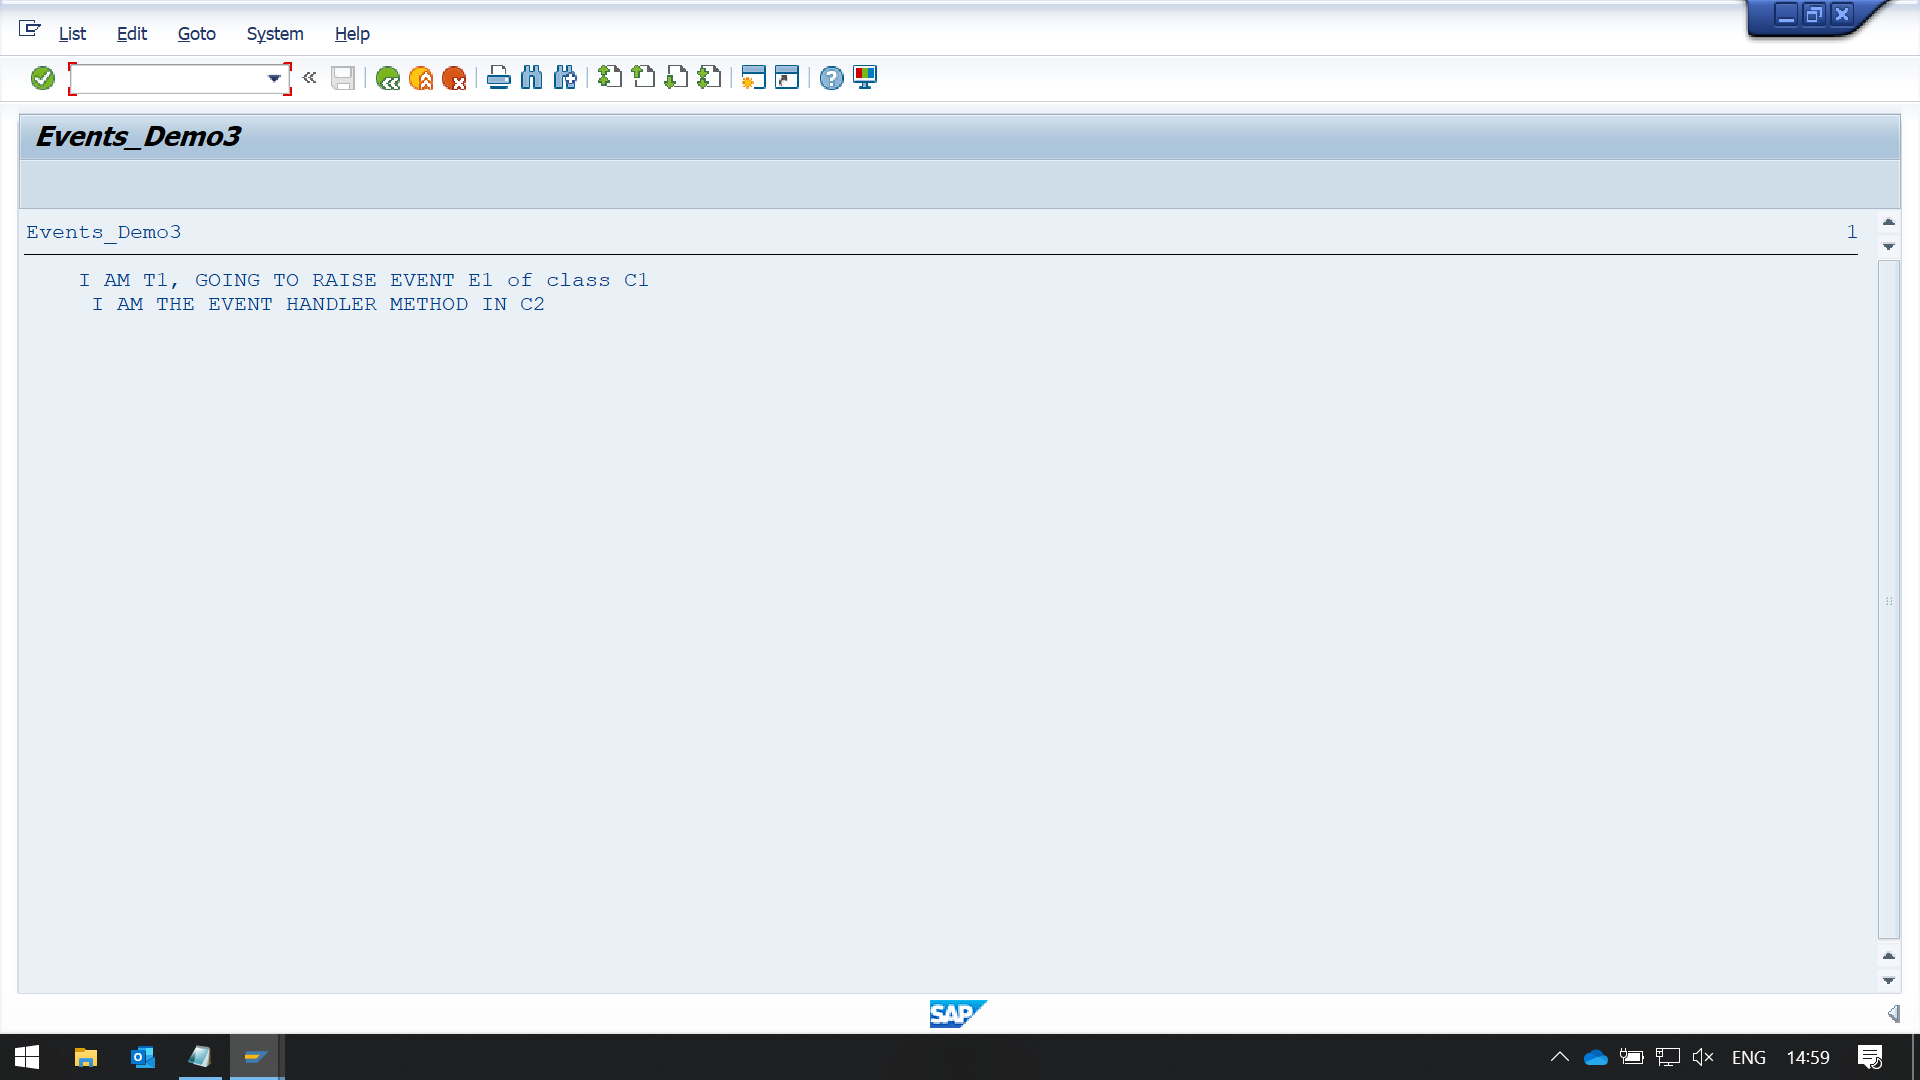 List Edit Goto System Help
Events_Demo3
Events_Demo3 1
I AM T1, GOING TO RAISE EVENT E1 of class C1
I AM THE EVENT HANDLER METHOD IN C2
SAP
ENG 14:59